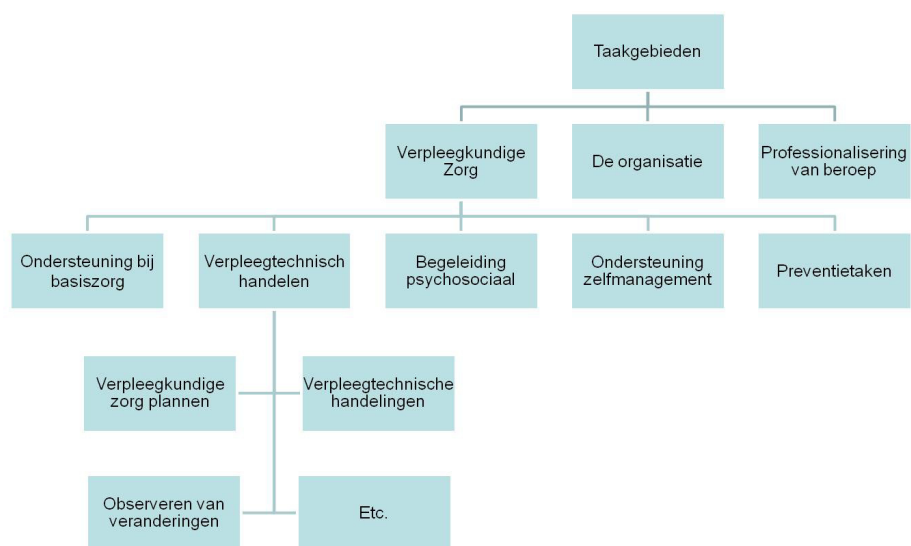 Taakgebieden
Verpleegkundige
Zorg
De organisatie
Professionalisering
van beroep
Ondersteuning bij
basiszorg
Verpleegtechnisch
handelen
Begeleiding
psychosociaal
Ondersteuning
zelfmanagement
Preventietaken
Verpleegkundige
zorg plannen
Verpleegtechnische
handelingen
Observeren van
veranderingen
Etc.